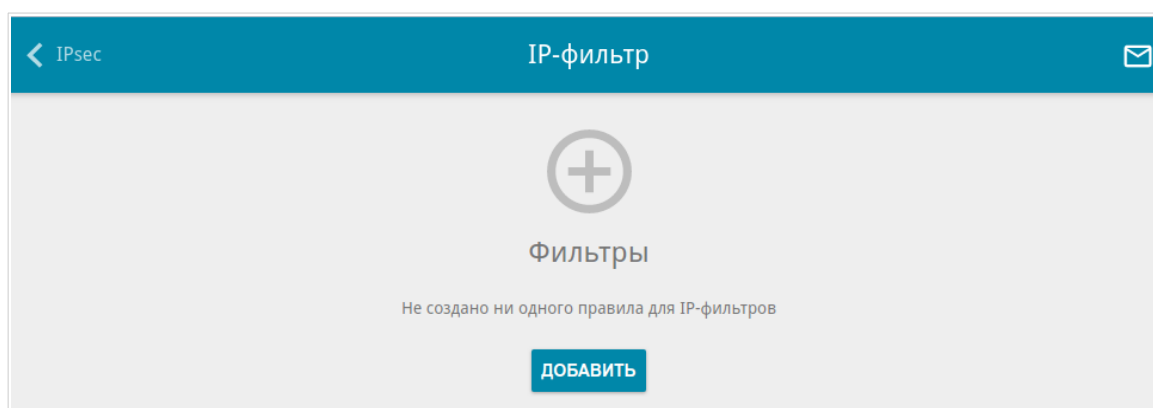 IPsec
IP-фильтр
Фильтры
Не создано ни одного правила для IP-фильтров
ДОБАВИТЬ